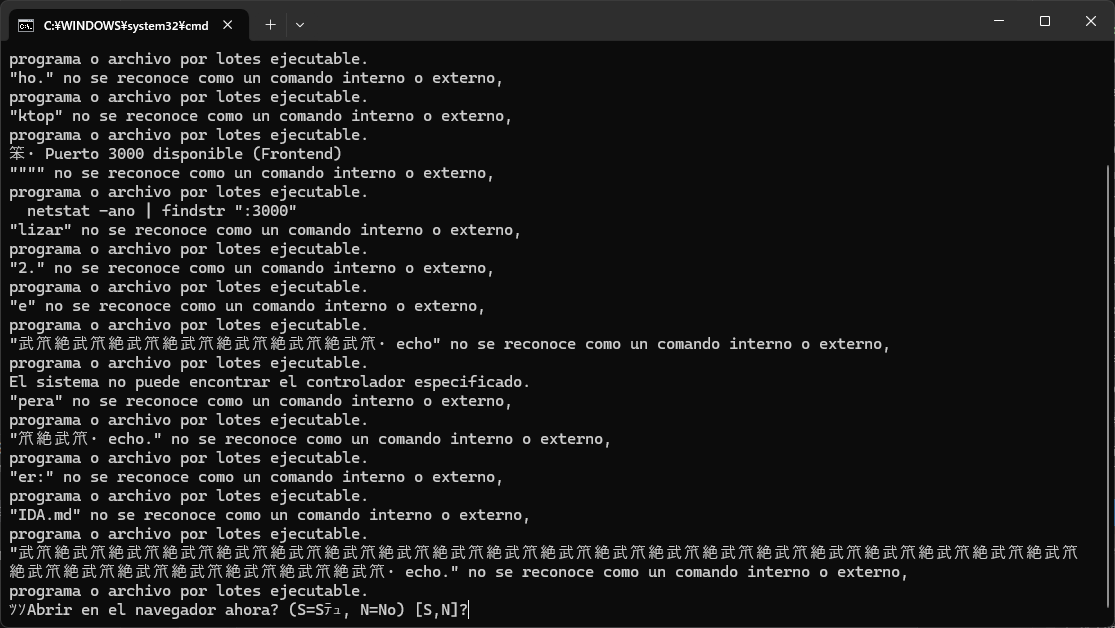 C:¥WINDOWS¥system32¥cmd
programa o archivo por lotes ejecutable.
"ho." no se reconoce como un comando interno o externo,
programa o archivo por lotes ejecutable.
"ktop" no se reconoce como un comando interno o externo,
programa o archivo por lotes ejecutable.
笨・ Puerto 3000 disponible (Frontend)
"""" no se reconoce como un comando interno o externo,
programa o archivo por lotes ejecutable.
  netstat -ano | findstr ":3000"
"lizar" no se reconoce como un comando interno o externo,
programa o archivo por lotes ejecutable.
"2." no se reconoce como un comando interno o externo,
programa o archivo por lotes ejecutable.
"e" no se reconoce como un comando interno o externo,
programa o archivo por lotes ejecutable.
"武笊絶武笊絶武笊絶武笊絶武笊絶武笊絶武笊・ echo" no se reconoce como un comando interno o externo,
programa o archivo por lotes ejecutable.
El sistema no puede encontrar el controlador especificado.
"pera" no se reconoce como un comando interno o externo,
programa o archivo por lotes ejecutable.
"笊絶武笊・ echo." no se reconoce como un comando interno o externo,
programa o archivo por lotes ejecutable.
"er:" no se reconoce como un comando interno o externo,
programa o archivo por lotes ejecutable.
"IDA.md" no se reconoce como un comando interno o externo,
programa o archivo por lotes ejecutable.
"武笊絶武笊絶武笊絶武笊絶武笊絶武笊絶武笊絶武笊絶武笊絶武笊絶武笊絶武笊絶武笊絶武笊絶武笊絶武笊絶武笊絶武笊絶武笊絶武笊
絶武笊絶武笊絶武笊絶武笊絶武笊絶武笊絶武笊・ echo." no se reconoce como un comando interno o externo,
programa o archivo por lotes ejecutable.
ﾂｿAbrir en el navegador ahora? (S=Sﾃｭ, N=No) [S,N]?